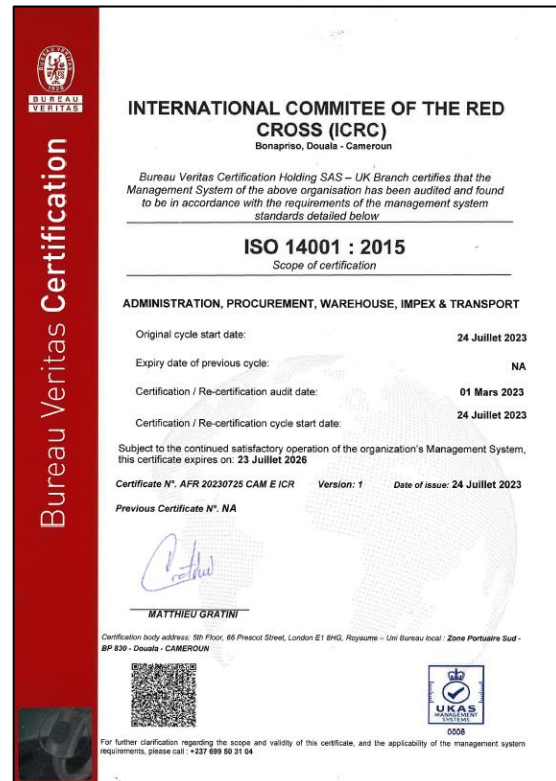 BUREAU
VERITAS
Bureau Veritas Certification
INTERNATIONAL COMMITEE OF THE RED
CROSS (ICRC)
Bonapriso, Douala - Cameroun
Bureau Veritas Certification Holding SAS – UK Branch certifies that the
Management System of the above organisation has been audited and found
to be in accordance with the requirements of the management system
standards detailed below
ISO 14001 : 2015
Scope of certification
ADMINISTRATION, PROCUREMENT, WAREHOUSE, IMPEX & TRANSPORT
Original cycle start date: 24 Juillet 2023
Expiry date of previous cycle: NA
Certification / Re-certification audit date: 01 Mars 2023
Certification / Re-certification cycle start date: 24 Juillet 2023
Subject to the continued satisfactory operation of the organization's Management System,
this certificate expires on: 23 Juillet 2026
Certificate N°. AFR 20230725 CAM E ICR Version: 1 Date of issue: 24 Juillet 2023
Previous Certificate N°. NA
MATTHIEU GRATINI
Certification body address: 5th Floor, 66 Prescot Street, London E1 8HG, Royaume – Uni Bureau local : Zone Portuaire Sud -
BP 830 - Douala - CAMEROUN
UKAS
MANAGEMENT
SYSTEMS
0008
For further clarification regarding the scope and validity of this certificate, and the applicability of the management system
requirements, please call : +237 699 50 31 04